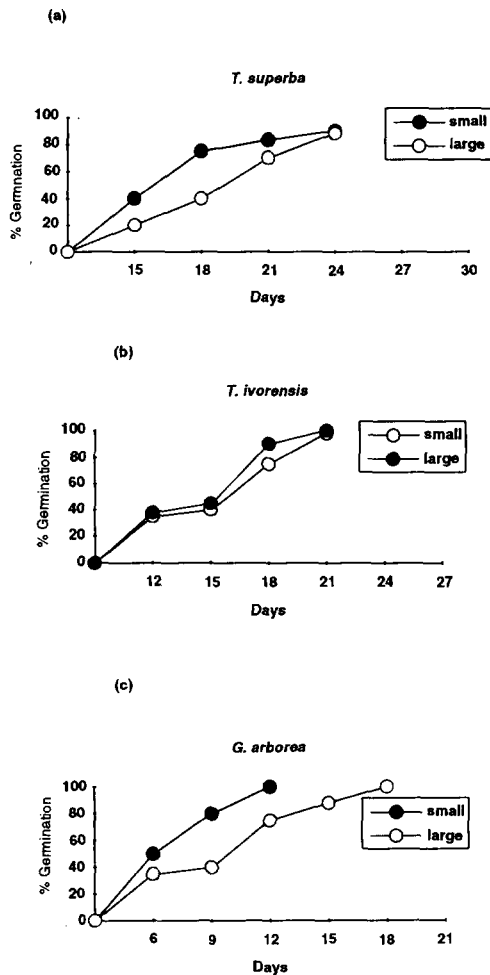 (a)
T. superba
100
80
60
40
20
0
% Germnation
small
large
15 18 21 24 27 30
Days
(b)
T. ivorensis
100
80
60
40
20
0
% Germination
small
large
12 15 18 21 24 27
Days
(c)
G. arborea
100
80
60
40
20
0
% Germination
small
large
6 9 12 15 18 21
Days